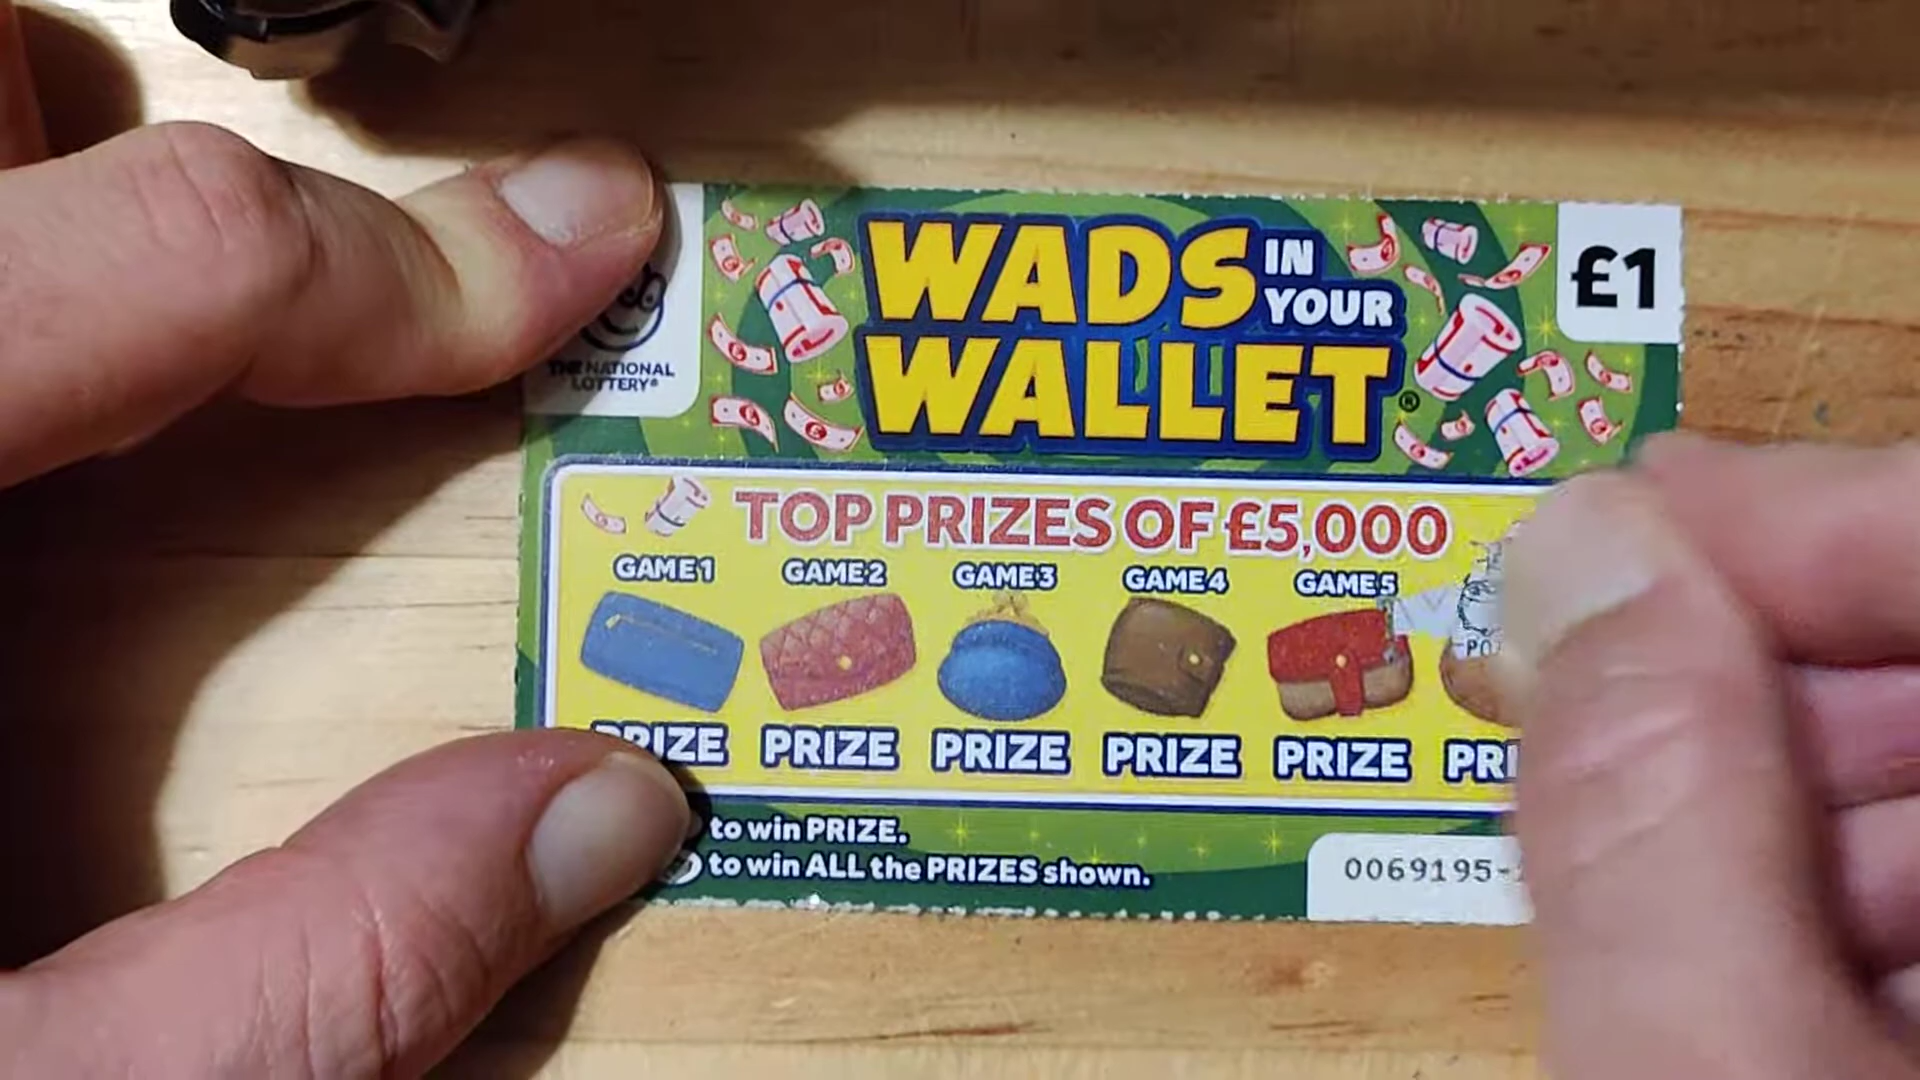 WADS IN YOUR
WALLET®
£1
THE NATIONAL
LOTTERY®
TOP PRIZES OF £5,000
GAME 1 GAME 2 GAME 3 GAME 4 GAME 5
PRIZE PRIZE PRIZE PRIZE PRIZE
to win PRIZE.
to win ALL the PRIZES shown.
0069195-